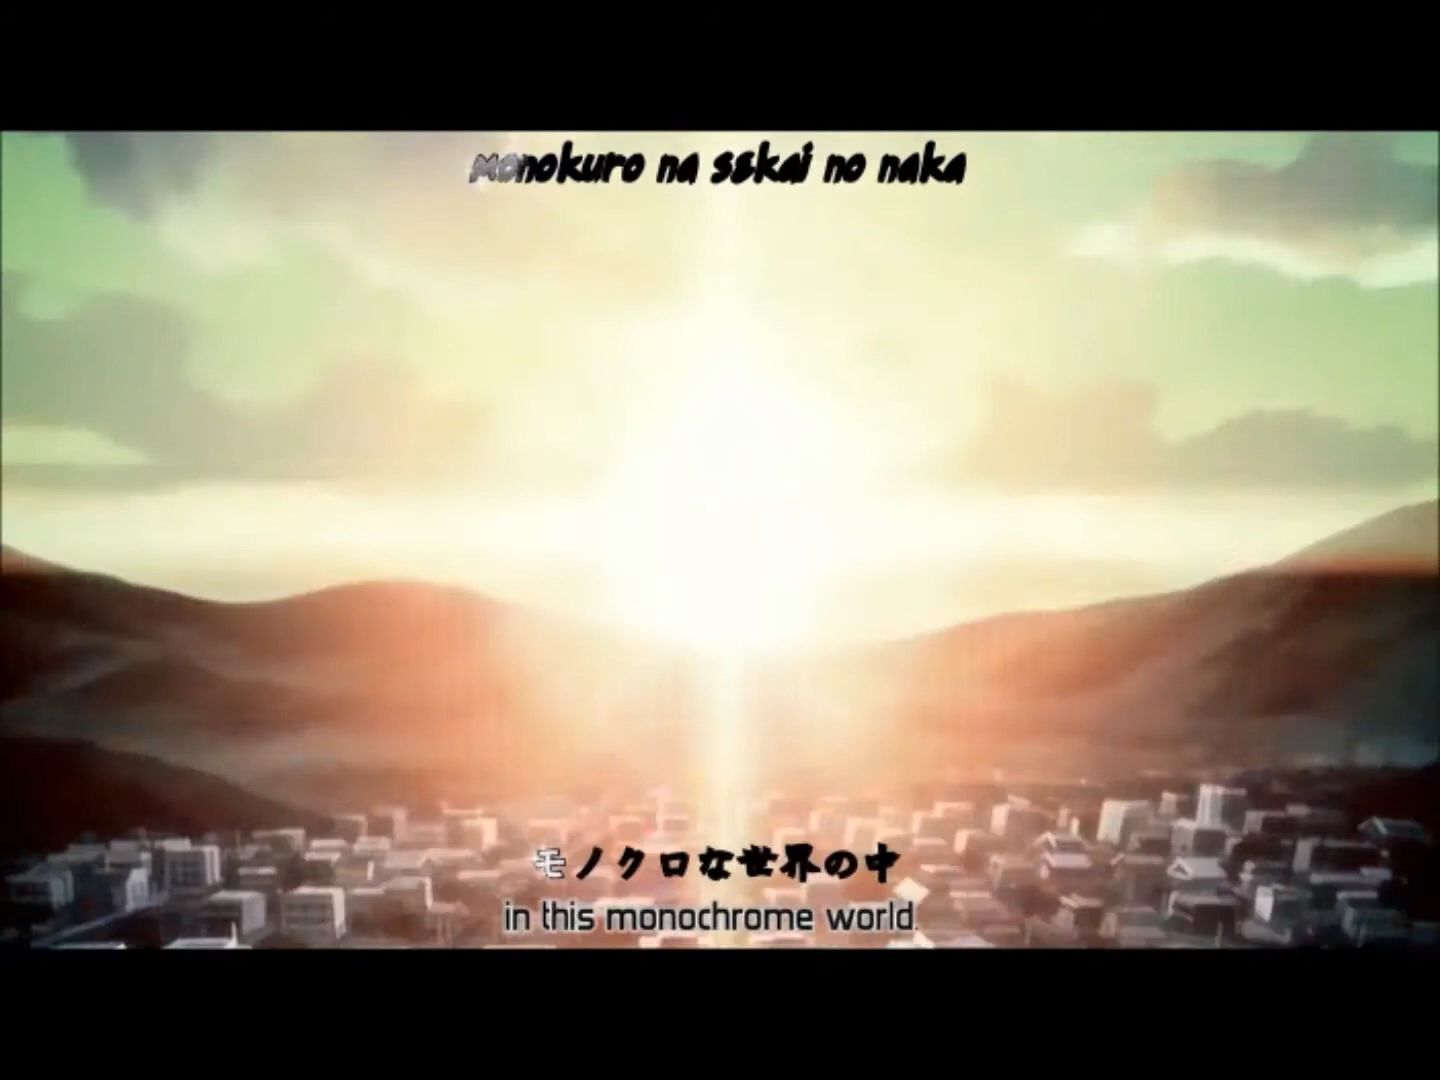 monokuro na sekai no naka
モノクロな世界の中
in this monochrome world.